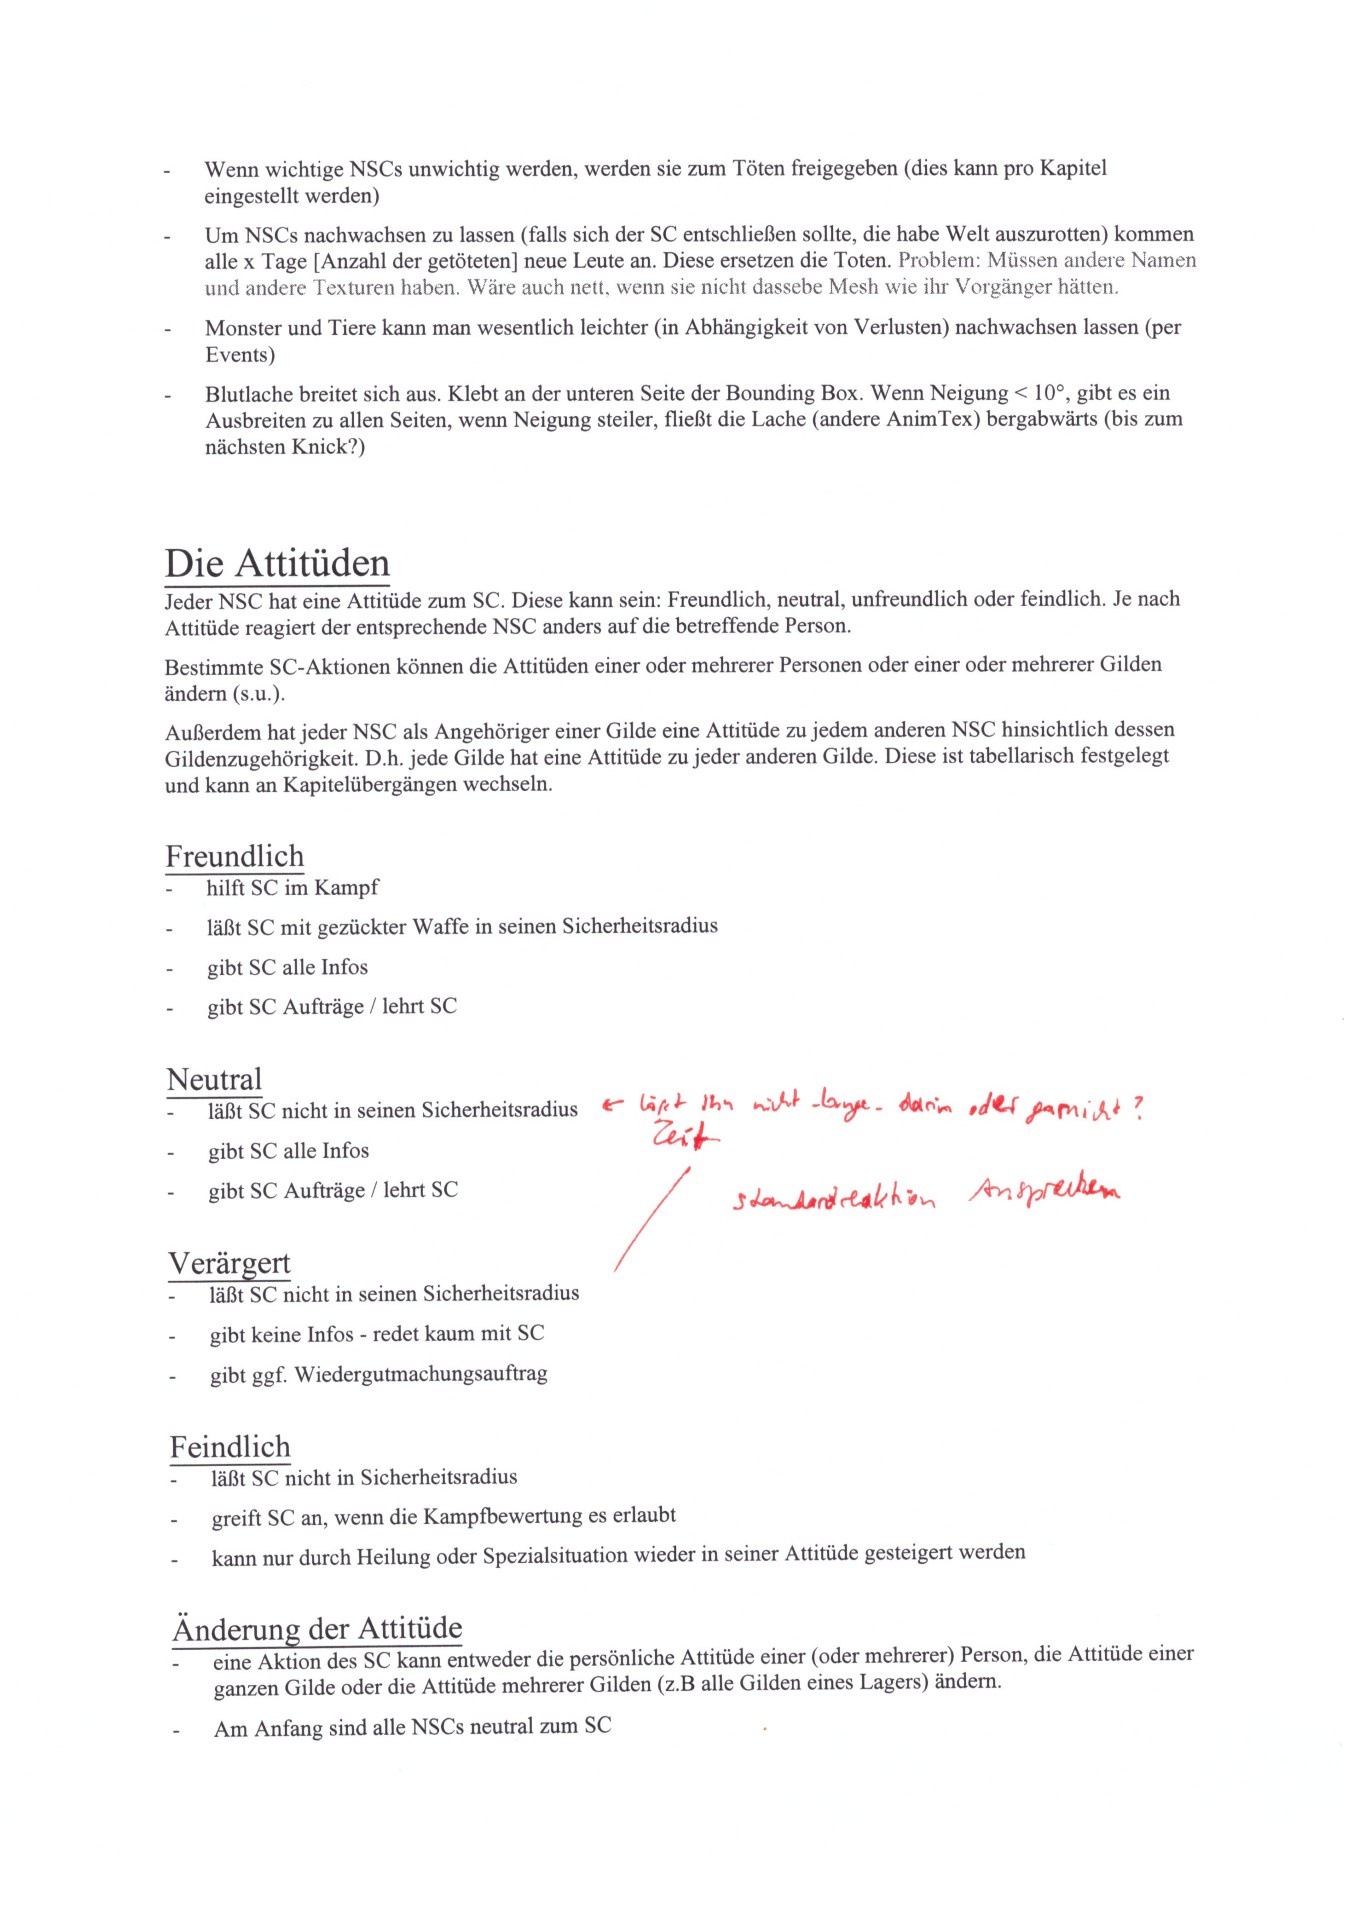 - Wenn wichtige NSCs unwichtig werden, werden sie zum Töten freigegeben (dies kann pro Kapitel
eingestellt werden)
- Um NSCs nachwachsen zu lassen (falls sich der SC entschließen sollte, die habe Welt auszurotten) kommen
alle x Tage [Anzahl der getöteten] neue Leute an. Diese ersetzen die Toten. Problem: Müssen andere Namen
und andere Texturen haben. Wäre auch nett, wenn sie nicht dassebe Mesh wie ihr Vorgänger hätten.
- Monster und Tiere kann man wesentlich leichter (in Abhängigkeit von Verlusten) nachwachsen lassen (per
Events)
- Blutlache breitet sich aus. Klebt an der unteren Seite der Bounding Box. Wenn Neigung < 10°, gibt es ein
Ausbreiten zu allen Seiten, wenn Neigung steiler, fließt die Lache (andere AnimTex) bergabwärts (bis zum
nächsten Knick?)
Die Attitüden
Jeder NSC hat eine Attitüde zum SC. Diese kann sein: Freundlich, neutral, unfreundlich oder feindlich. Je nach
Attitüde reagiert der entsprechende NSC anders auf die betreffende Person.
Bestimmte SC-Aktionen können die Attitüden einer oder mehrerer Personen oder einer oder mehrerer Gilden
ändern (s.u.).
Außerdem hat jeder NSC als Angehöriger einer Gilde eine Attitüde zu jedem anderen NSC hinsichtlich dessen
Gildenzugehörigkeit. D.h. jede Gilde hat eine Attitüde zu jeder anderen Gilde. Diese ist tabellarisch festgelegt
und kann an Kapitelübergängen wechseln.
Freundlich
- hilft SC im Kampf
- läßt SC mit gezückter Waffe in seinen Sicherheitsradius
- gibt SC alle Infos
- gibt SC Aufträge / lehrt SC
Neutral
- läßt SC nicht in seinen Sicherheitsradius ← läßt Ihn nicht -lange- darin oder garnicht?
Zeit
- gibt SC alle Infos
- gibt SC Aufträge / lehrt SC standardreaktion Ansprechen
Verärgert
- läßt SC nicht in seinen Sicherheitsradius
- gibt keine Infos - redet kaum mit SC
- gibt ggf. Wiedergutmachungsauftrag
Feindlich
- läßt SC nicht in Sicherheitsradius
- greift SC an, wenn die Kampfbewertung es erlaubt
- kann nur durch Heilung oder Spezialsituation wieder in seiner Attitüde gesteigert werden
Änderung der Attitüde
- eine Aktion des SC kann entweder die persönliche Attitüde einer (oder mehrerer) Person, die Attitüde einer
ganzen Gilde oder die Attitüde mehrerer Gilden (z.B alle Gilden eines Lagers) ändern.
- Am Anfang sind alle NSCs neutral zum SC